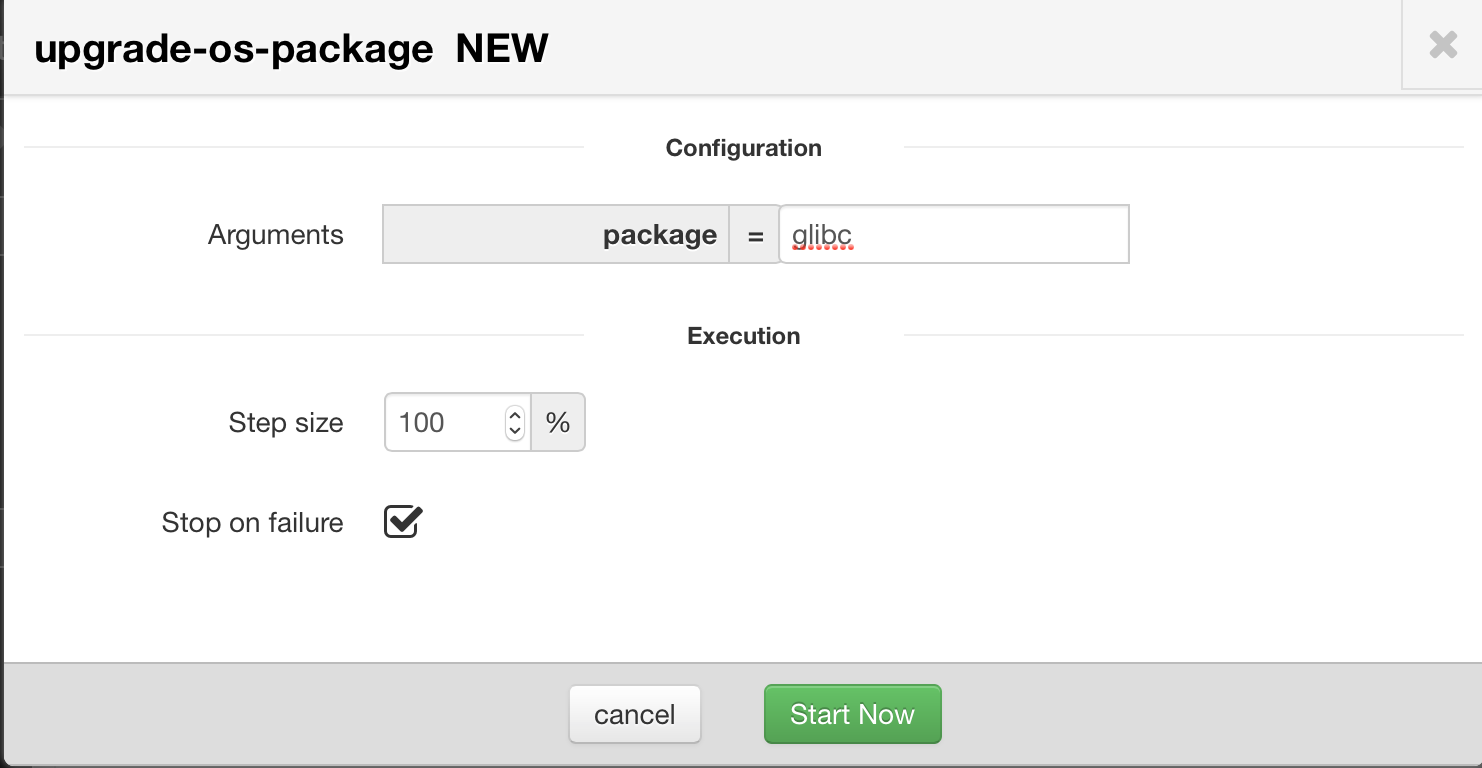 upgrade-os-package NEW
Configuration
Arguments package = glibc
Execution
Step size 100 %
Stop on failure
cancel Start Now